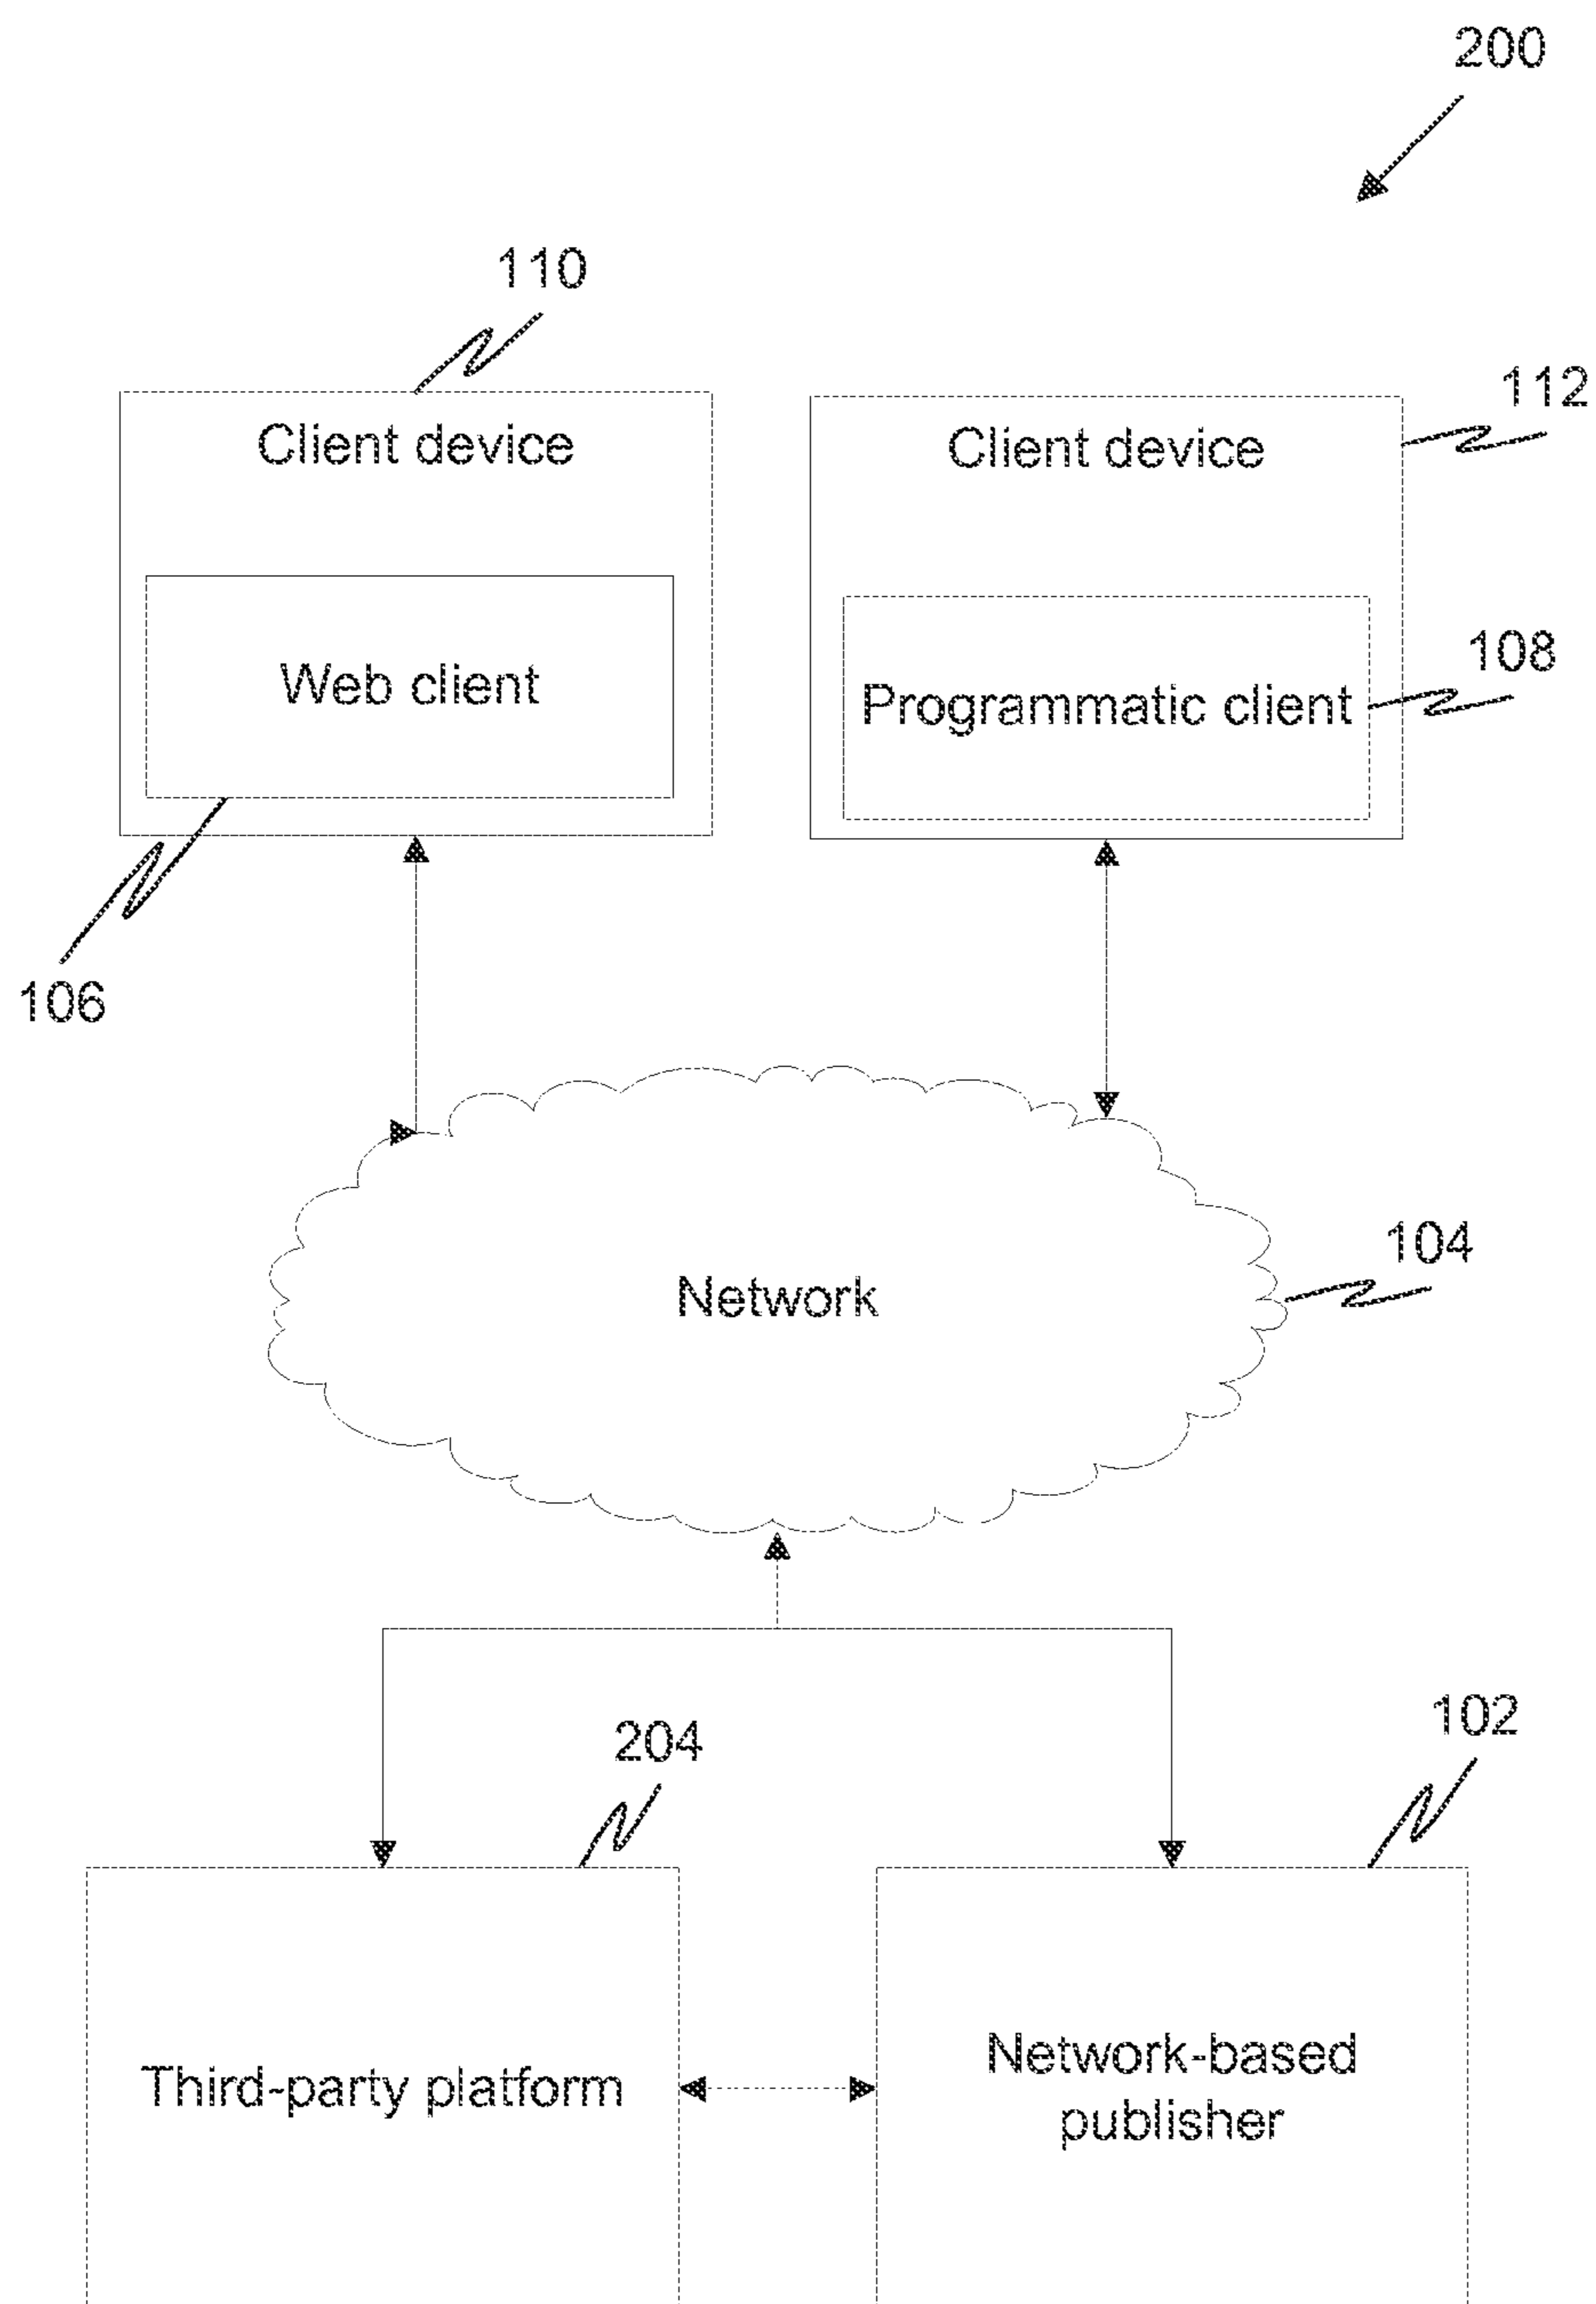 200
110
112
Client device
Client device
Web client
108
Programmatic client
106
104
Network
102
204
Third-party platform
Network-based
publisher